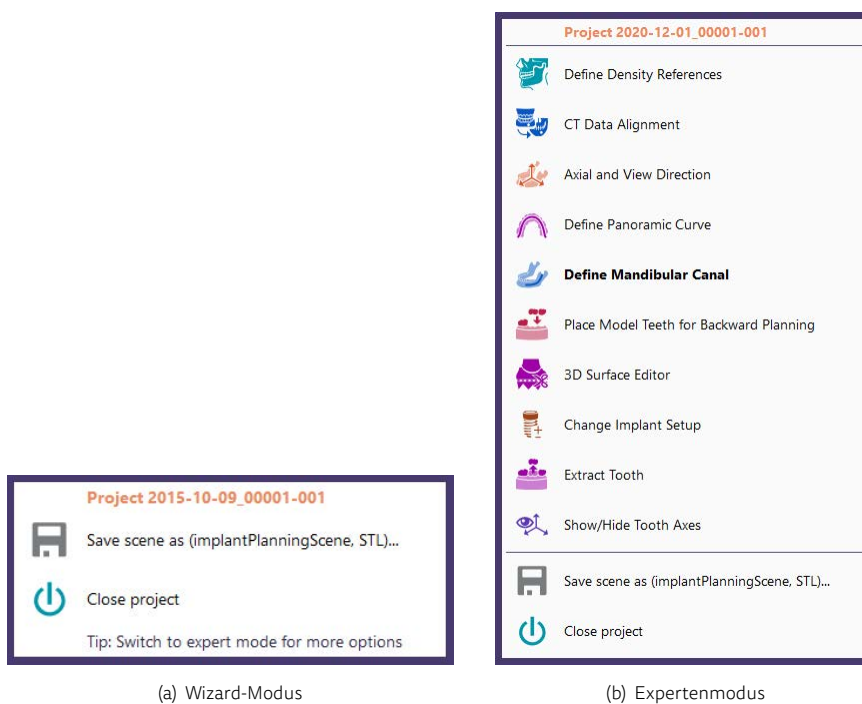 Project 2015-10-09_00001-001
Save scene as (implantPlanningScene, STL)...
Close project
Tip: Switch to expert mode for more options
(a) Wizard-Modus
Project 2020-12-01_00001-001
Define Density References
CT Data Alignment
Axial and View Direction
Define Panoramic Curve
Define Mandibular Canal
Place Model Teeth for Backward Planning
3D Surface Editor
Change Implant Setup
Extract Tooth
Show/Hide Tooth Axes
Save scene as (implantPlanningScene, STL)...
Close project
(b) Expertenmodus